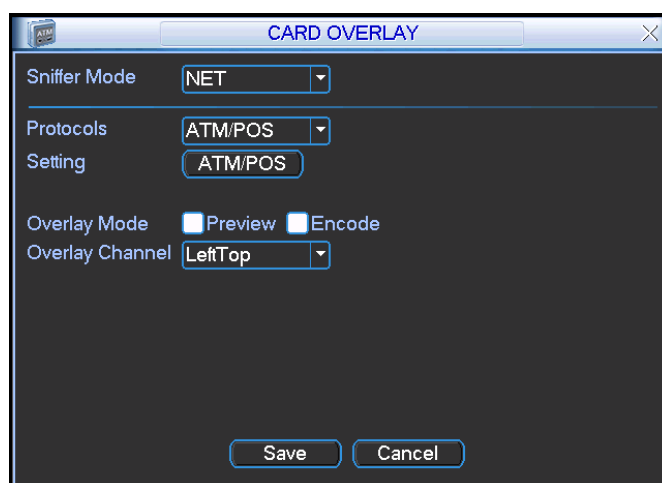 ATM
CARD OVERLAY
Sniffer Mode NET
Protocols ATM/POS
Setting ATM/POS
Overlay Mode Preview Encode
Overlay Channel LeftTop
Save Cancel